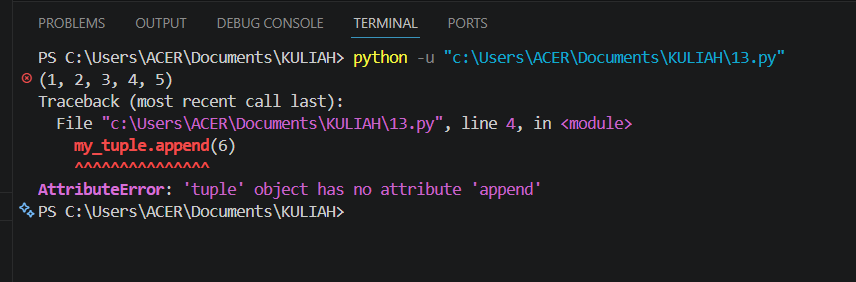 PROBLEMS OUTPUT DEBUG CONSOLE TERMINAL PORTS
PS C:\Users\ACER\Documents\KULIAH> python -u "c:\Users\ACER\Documents\KULIAH\13.py"
(1, 2, 3, 4, 5)
Traceback (most recent call last):
  File "c:\Users\ACER\Documents\KULIAH\13.py", line 4, in <module>
    my_tuple.append(6)
    ^^^^^^^^^^^^^^^
AttributeError: 'tuple' object has no attribute 'append'
PS C:\Users\ACER\Documents\KULIAH>